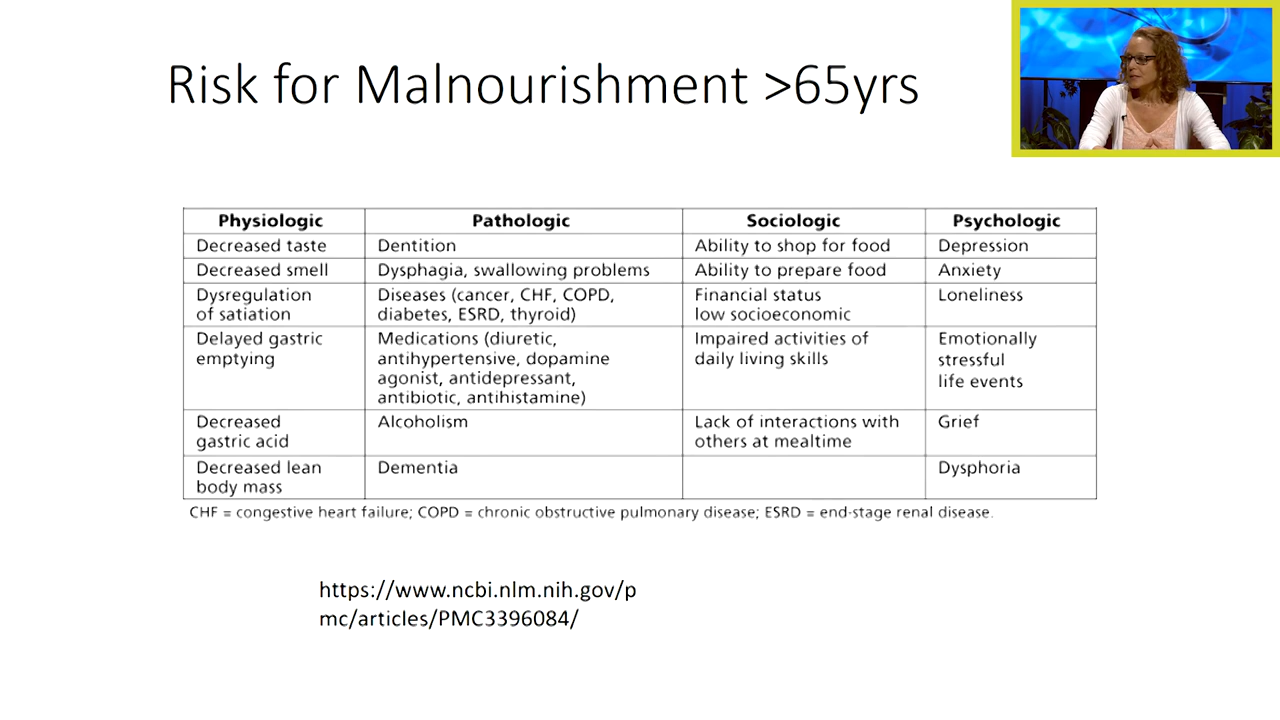 Risk for Malnourishment >65yrs
Physiologic Pathologic Sociologic Psychologic
Decreased taste Dentition Ability to shop for food Depression
Decreased smell Dysphagia, swallowing problems Ability to prepare food Anxiety
Dysregulation Diseases (cancer, CHF, COPD, Financial status Loneliness
of satiation diabetes, ESRD, thyroid) low socioeconomic
Delayed gastric Medications (diuretic, Impaired activities of Emotionally
emptying antihypertensive, dopamine daily living skills stressful
agonist, antidepressant, life events
antibiotic, antihistamine)
Decreased Alcoholism Lack of interactions with Grief
gastric acid others at mealtime
Decreased lean Dementia Dysphoria
body mass
CHF = congestive heart failure; COPD = chronic obstructive pulmonary disease; ESRD = end-stage renal disease.
https://www.ncbi.nlm.nih.gov/p
mc/articles/PMC3396084/